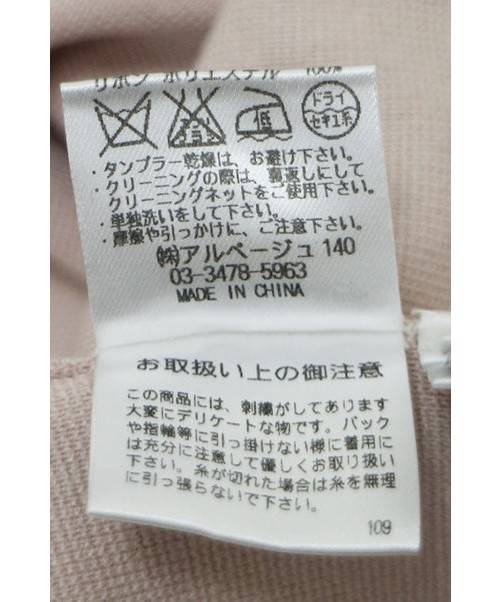 リボン ポリエステル 100%
エンソサラシ
低
ドライ
セキユ系
・タンブラー乾燥は、お避け下さい。
・クリーニングの際は、裏返しにして
クリーニングネットをご使用下さい。
・単独洗いをして下さい。
・摩擦や引っかけに、ご注意下さい。
㈱アルページュ 140
03-3478-5963
MADE IN CHINA
お取扱い上の御注意
この商品には、刺繍がしてあります
大変にデリケートな物です。バック
や指輪等に引っ掛けない様に着用に
は充分に注意して優しくお取り扱い
下さい。糸が切れた場合は糸を無理
に引っ張らないで下さい。
109